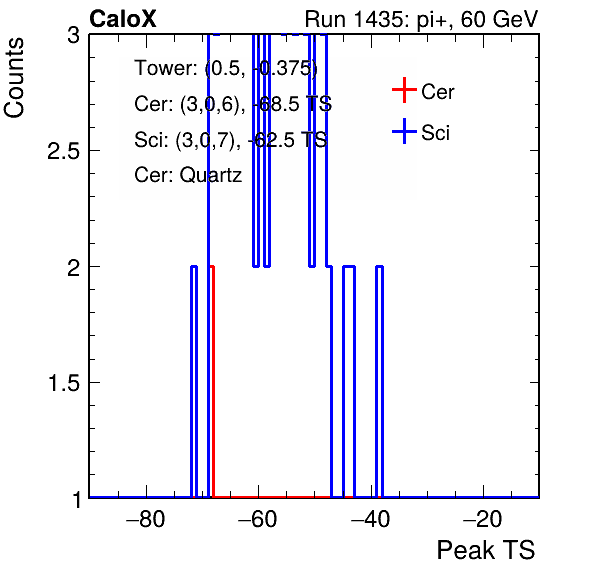 CaloX Run 1435: pi+, 60 GeV
Counts
3
2.5
2
1.5
1
Tower: (0.5, -0.375)
Cer: (3,0,6), -68.5 TS
Sci: (3,0,7), -62.5 TS
Cer: Quartz
Cer
Sci
−80 −60 −40 −20
Peak TS